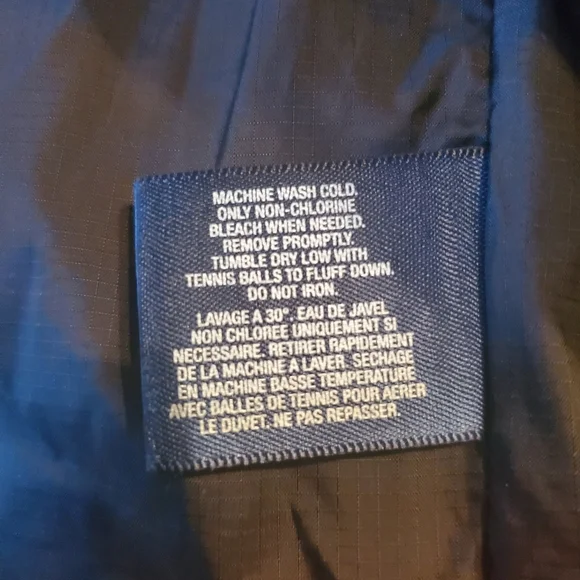 MACHINE WASH COLD.
ONLY NON-CHLORINE
BLEACH WHEN NEEDED.
REMOVE PROMPTLY.
TUMBLE DRY LOW WITH
TENNIS BALLS TO FLUFF DOWN.
DO NOT IRON.
LAVAGE A 30°. EAU DE JAVEL
NON CHLOREE UNIQUEMENT SI
NECESSAIRE. RETIRER RAPIDEMENT
DE LA MACHINE A LAVER. SECHAGE
EN MACHINE BASSE TEMPERATURE
AVEC BALLES DE TENNIS POUR AERER
LE DUVET. NE PAS REPASSER.